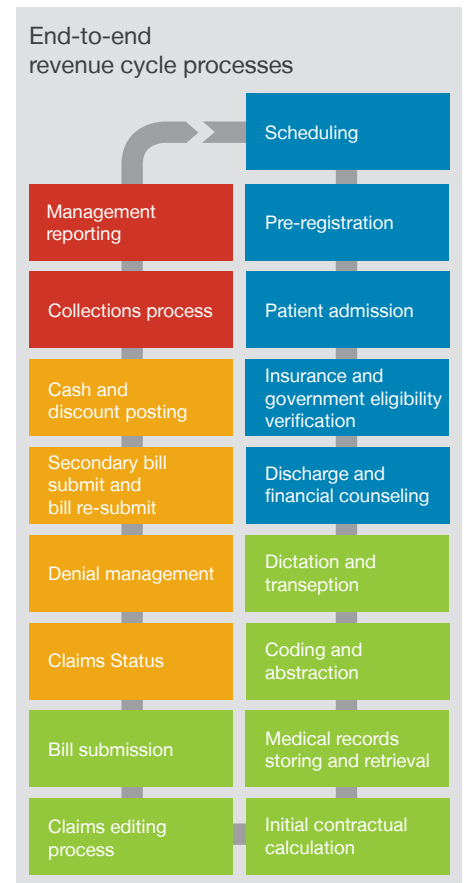 End-to-end
revenue cycle processes
Scheduling
Pre-registration
Patient admission
Insurance and
government eligibility
verification
Discharge and
financial counseling
Dictation and
transeption
Coding and
abstraction
Medical records
storing and retrieval
Initial contractual
calculation
Claims editing
process
Bill submission
Claims Status
Denial management
Secondary bill
submit and
bill re-submit
Cash and
discount posting
Collections process
Management
reporting